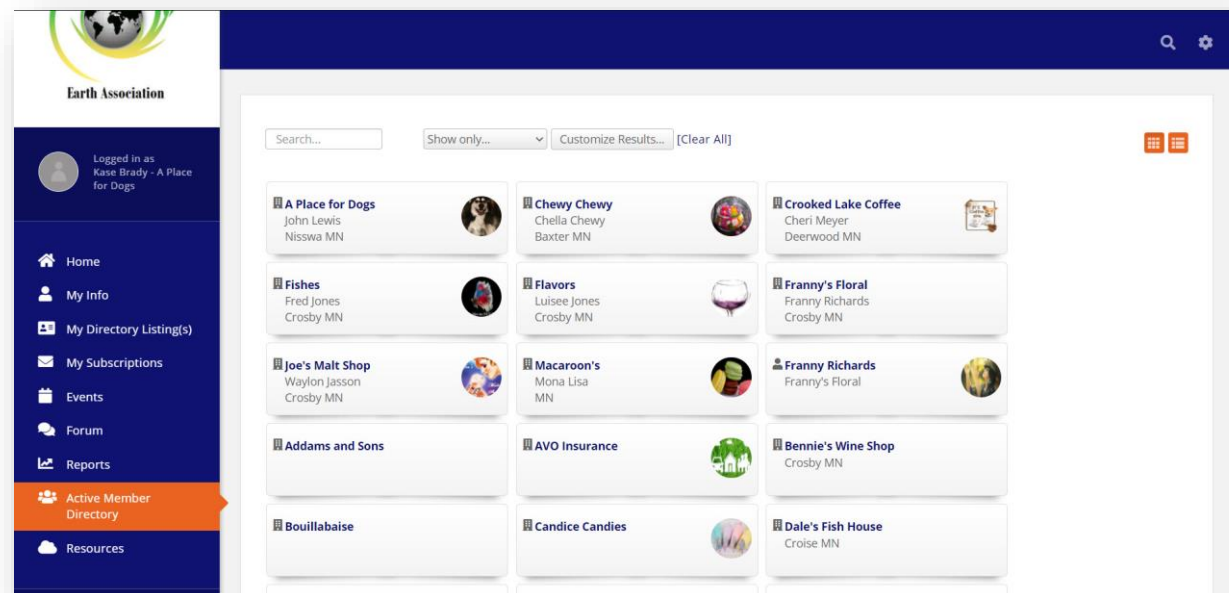 Earth Association
Logged in as
Kase Brady - A Place
for Dogs
Home
My Info
My Directory Listing(s)
My Subscriptions
Events
Forum
Reports
Active Member
Directory
Resources
Search...
Show only...
Customize Results...
[Clear All]
A Place for Dogs
John Lewis
Nisswa MN
Chewy Chewy
Chella Chewy
Baxter MN
Crooked Lake Coffee
Cheri Meyer
Deerwood MN
Fishes
Fred Jones
Crosby MN
Flavors
Luisee Jones
Crosby MN
Franny's Floral
Franny Richards
Crosby MN
Joe's Malt Shop
Waylon Jasson
Crosby MN
Macaroon's
Mona Lisa
MN
Franny Richards
Franny's Floral
Addams and Sons
AVO Insurance
Bennie's Wine Shop
Crosby MN
Bouillabaise
Candice Candies
Dale's Fish House
Croise MN